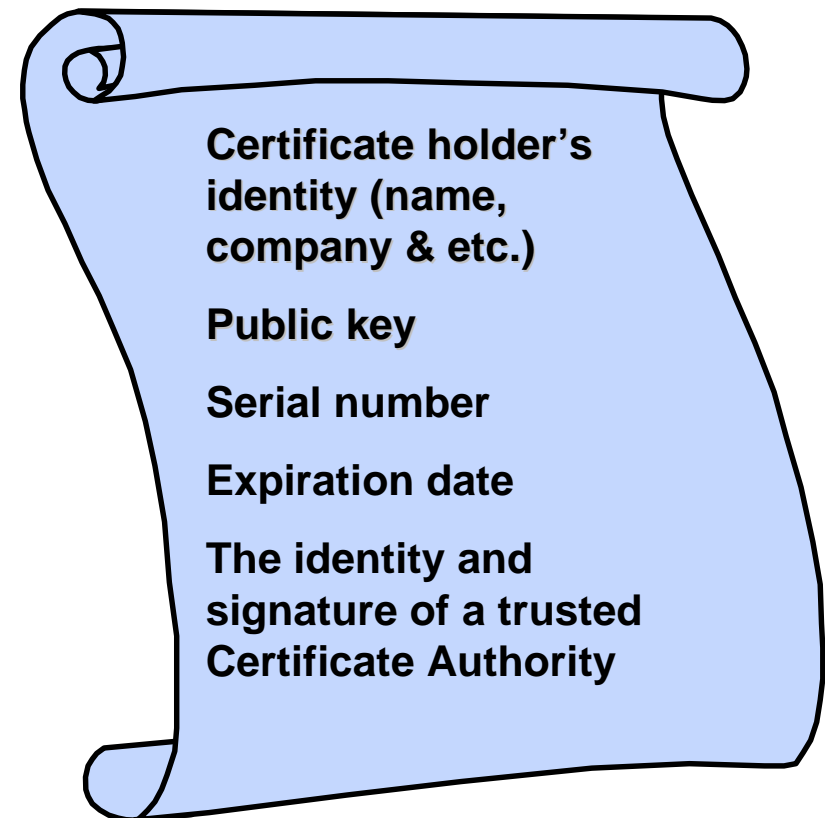 Certificate holder’s
identity (name,
company & etc.)
Public key
Serial number
Expiration date
The identity and
signature of a trusted
Certificate Authority